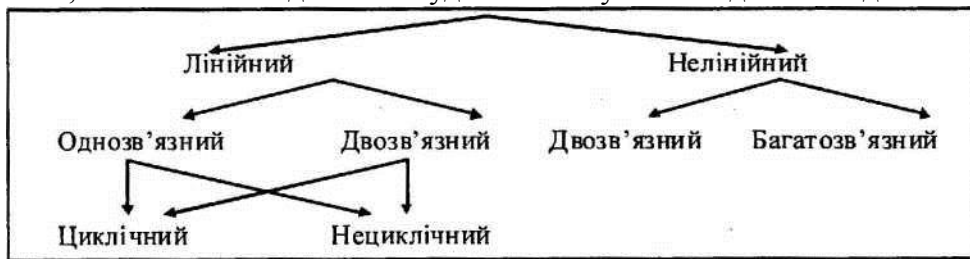 Лінійний Нелінійний
Однозв’язний Двозв’язний Двозв’язний Багатозв’язний
Циклічний Нециклічний